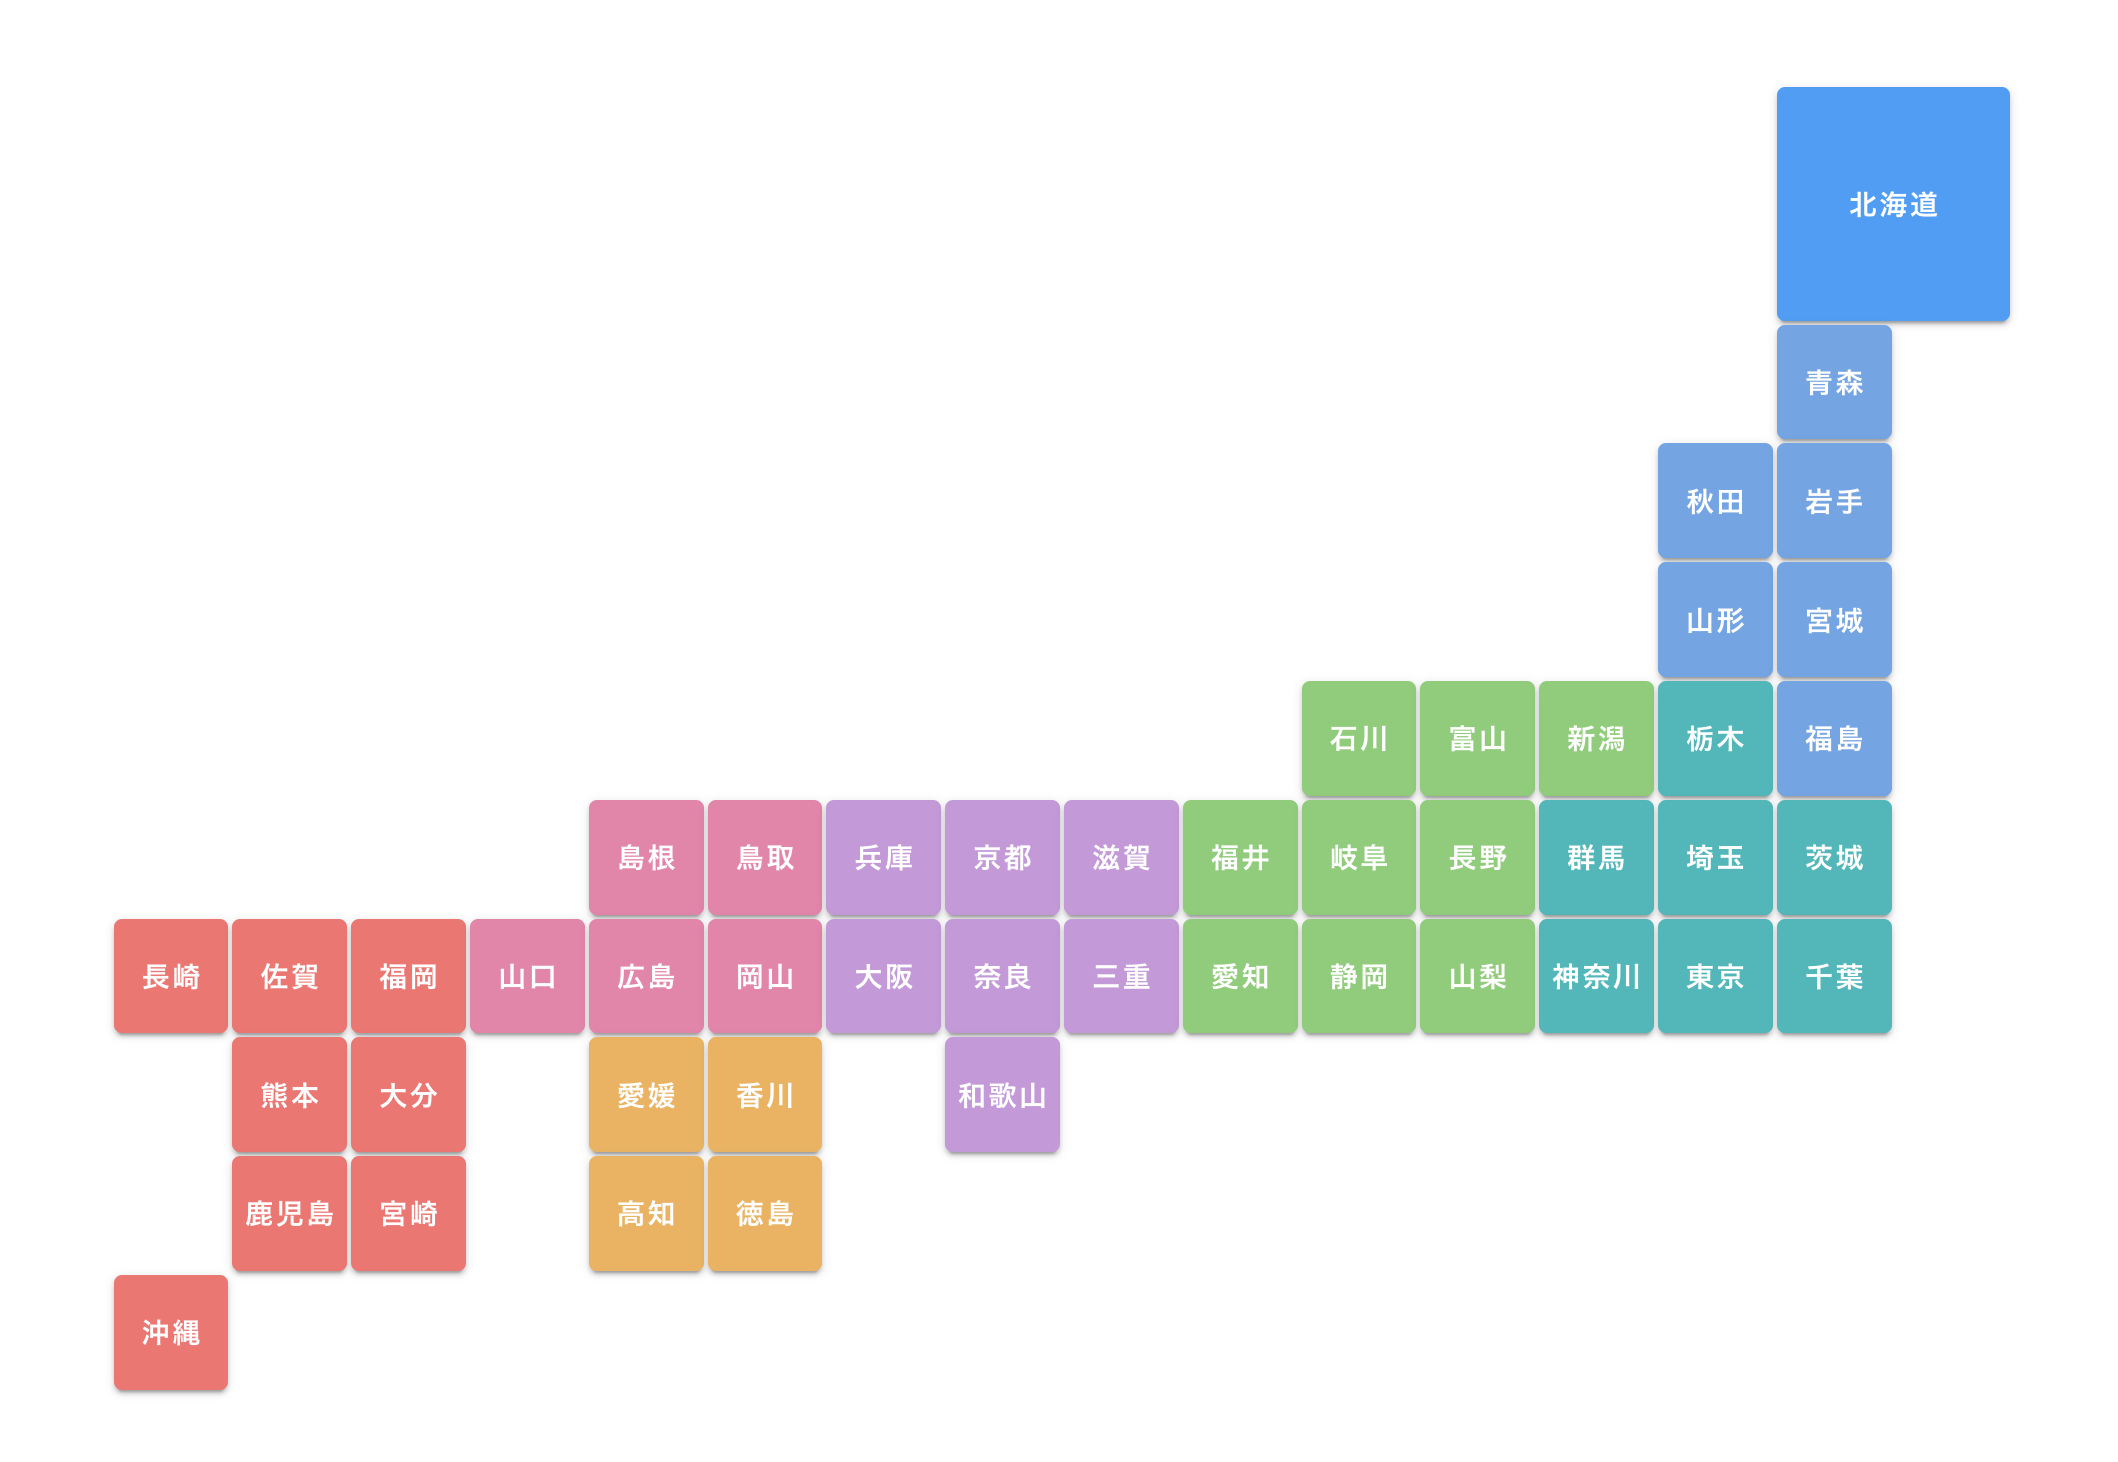 北海道
青森
秋田
岩手
山形
宮城
石川
富山
新潟
栃木
福島
島根
鳥取
兵庫
京都
滋賀
福井
岐阜
長野
群馬
埼玉
茨城
長崎
佐賀
福岡
山口
広島
岡山
大阪
奈良
三重
愛知
静岡
山梨
神奈川
東京
千葉
熊本
大分
愛媛
香川
和歌山
鹿児島
宮崎
高知
徳島
沖縄